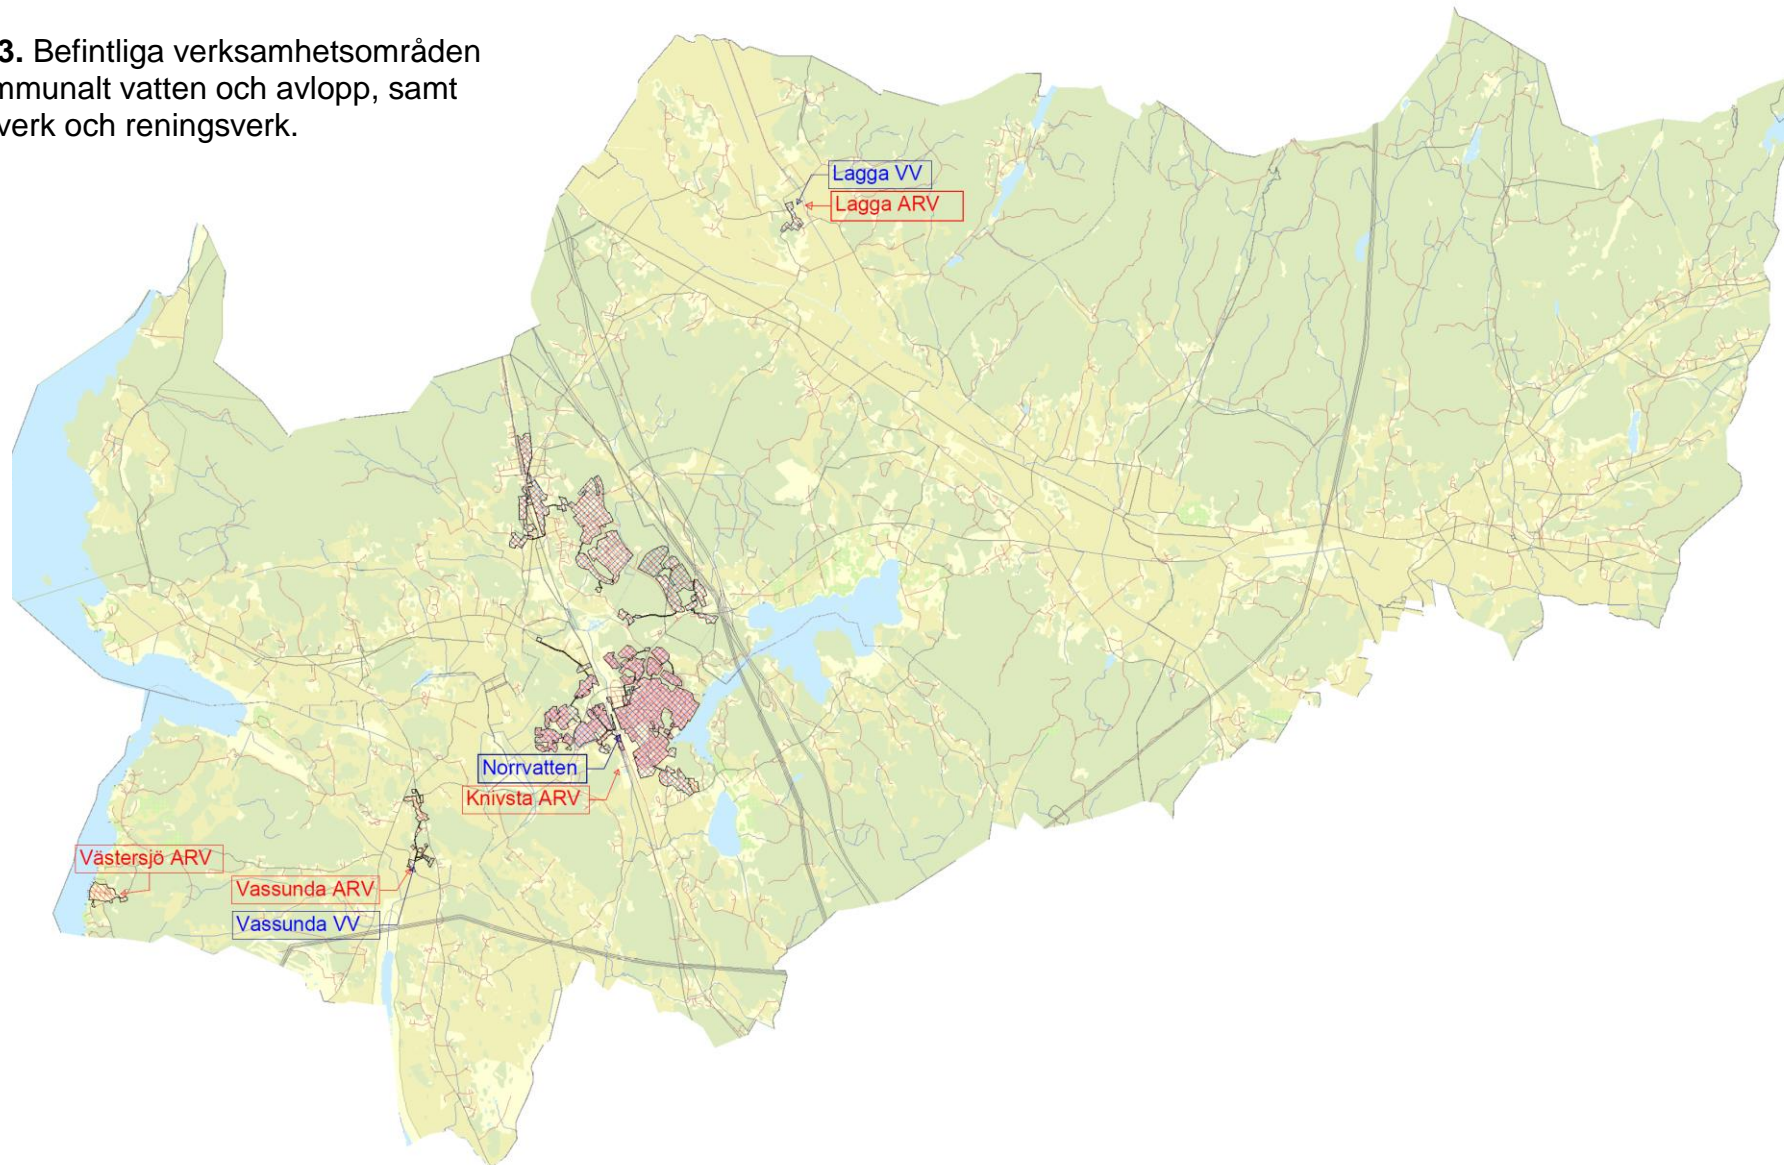 3. Befintliga verksamhetsområden
mmunalt vatten och avlopp, samt
verk och reningsverk.
Lagga VV
Lagga ARV
Norrvatten
Knivsta ARV
Västersjö ARV
Vassunda ARV
Vassunda VV